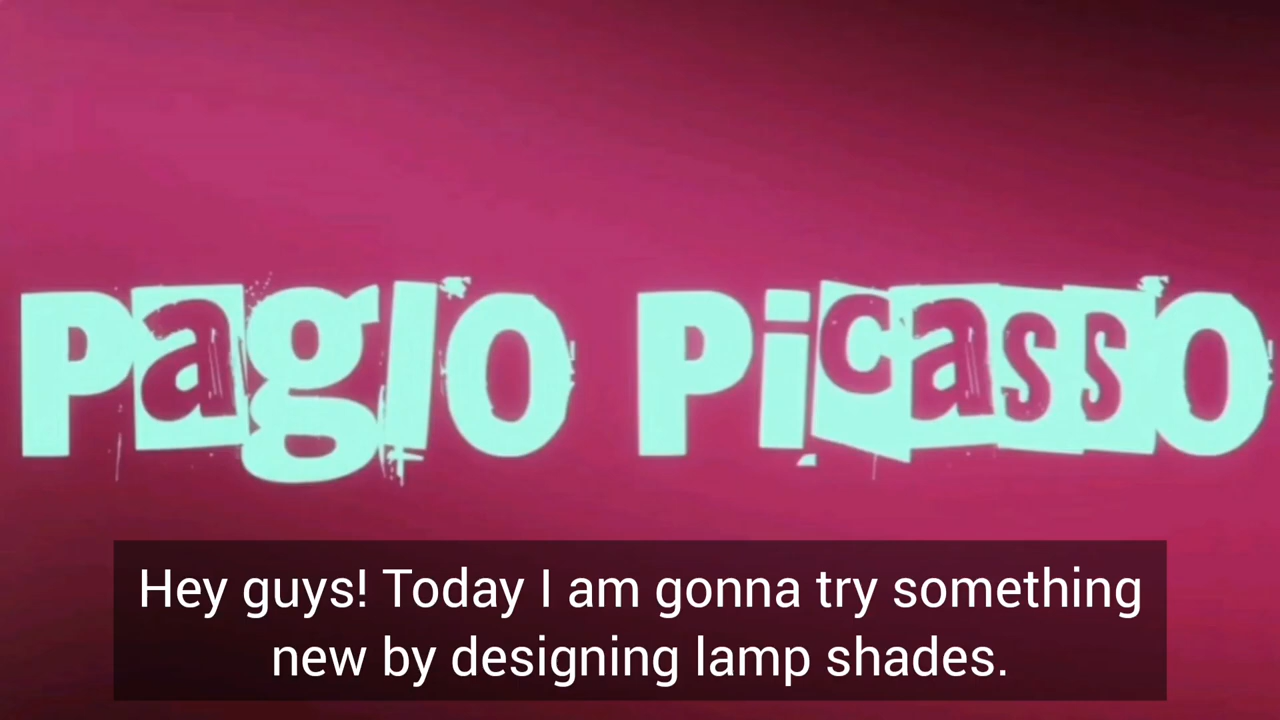 Paglo Picasso
Hey guys! Today I am gonna try something
new by designing lamp shades.